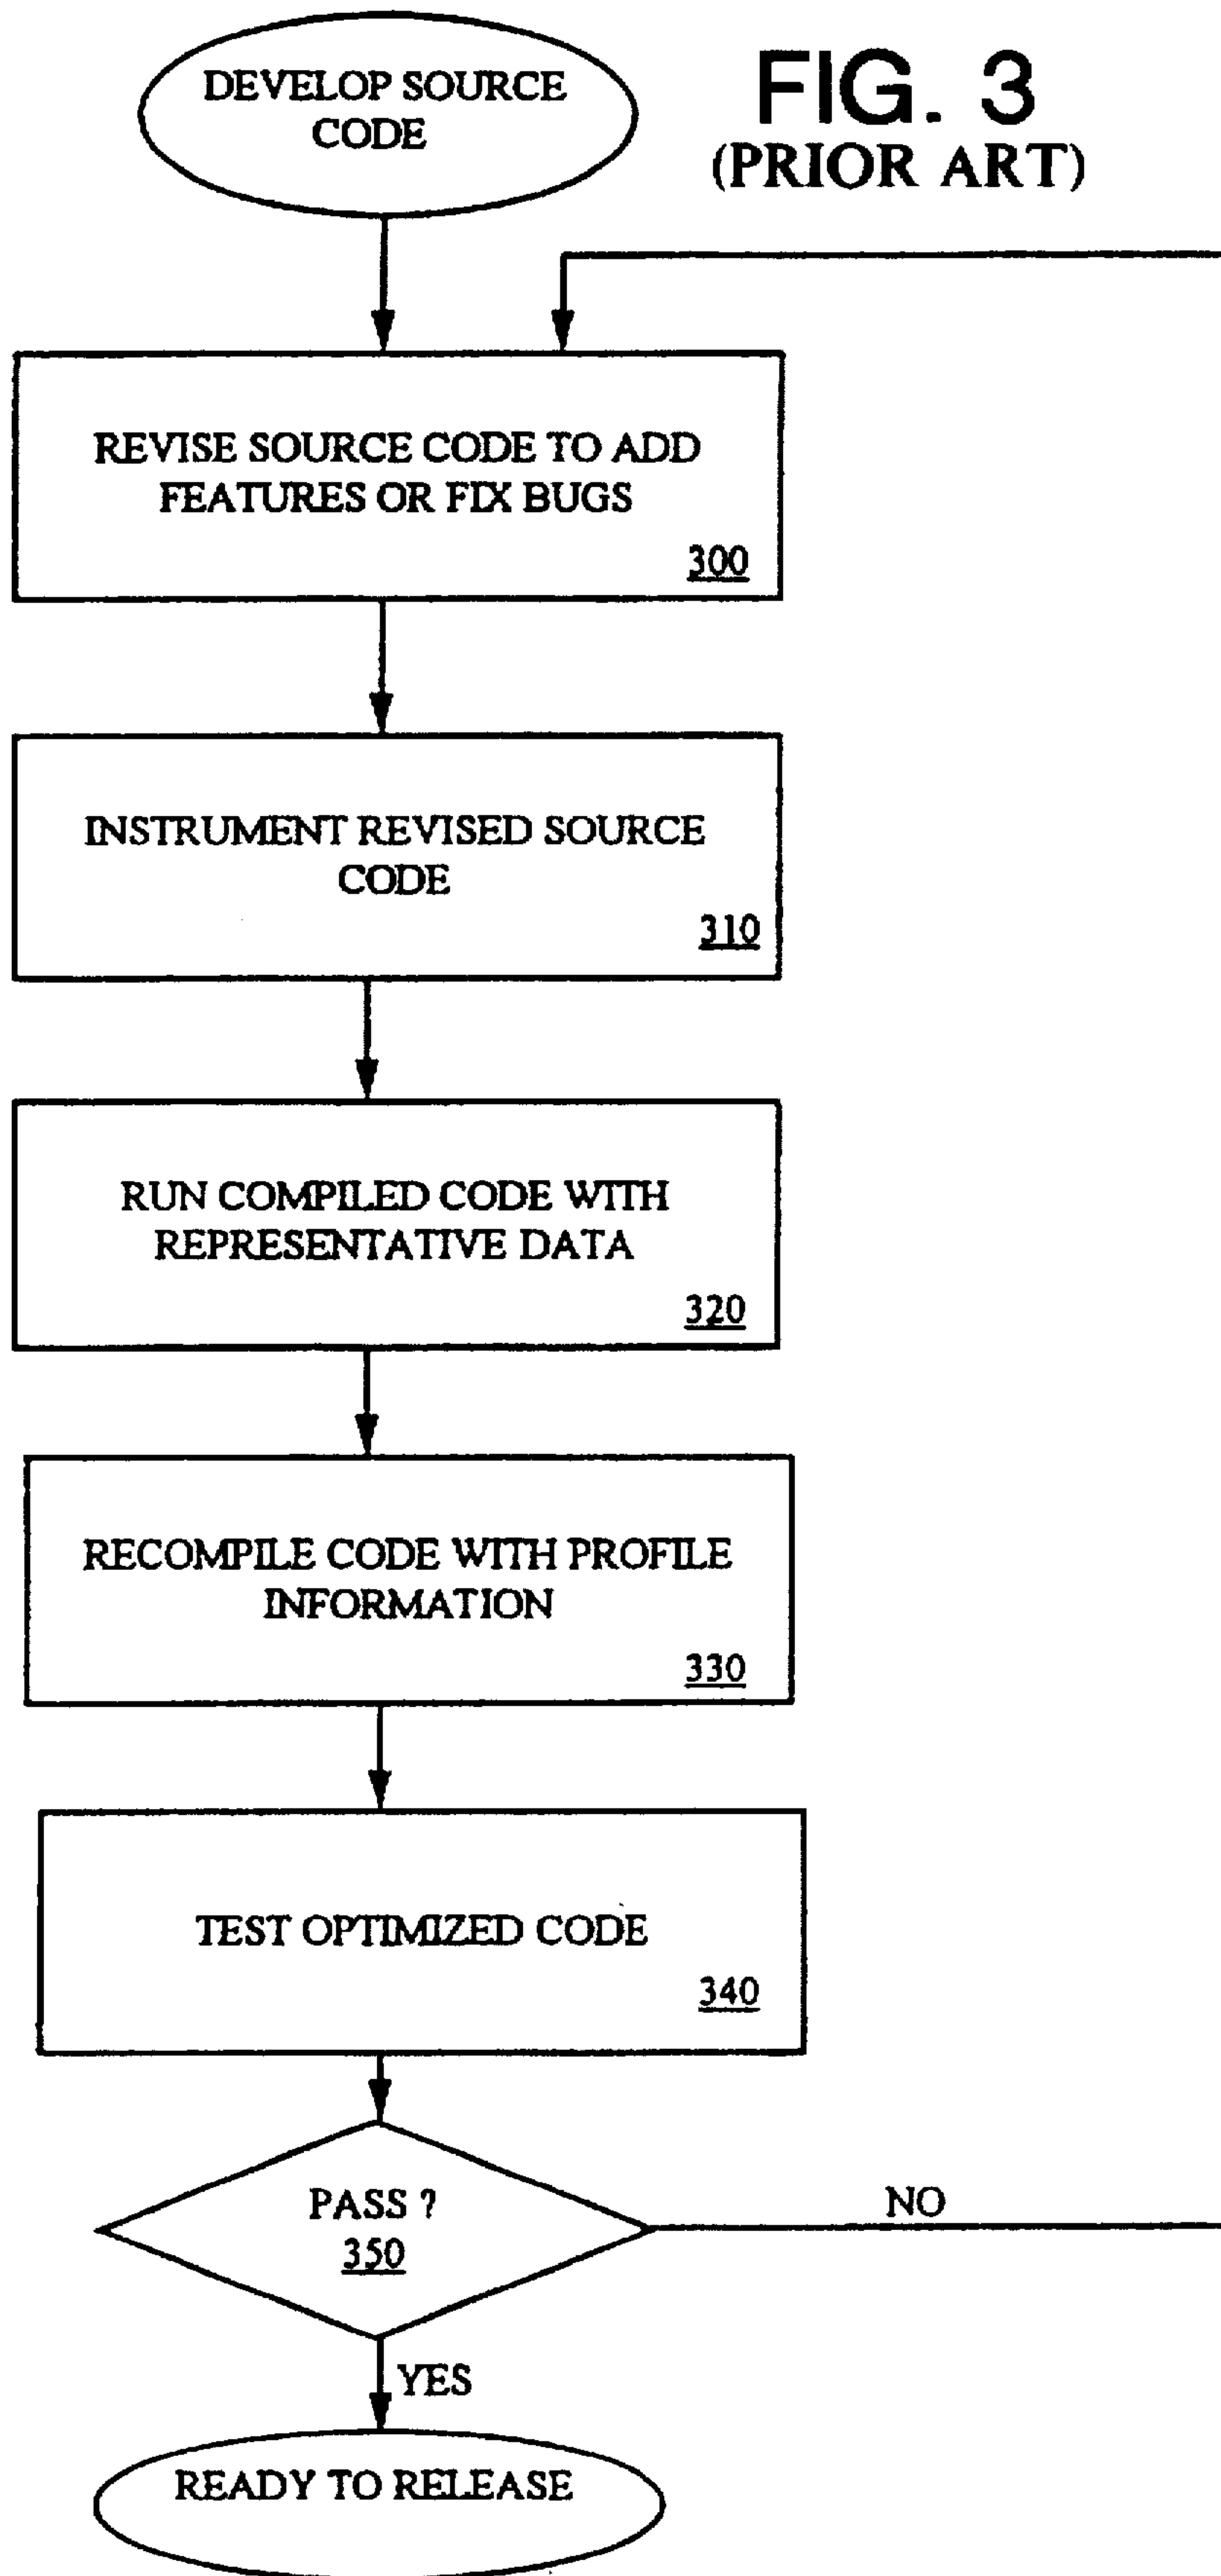 DEVELOP SOURCE
CODE
FIG. 3
(PRIOR ART)
REVISE SOURCE CODE TO ADD
FEATURES OR FIX BUGS
300
INSTRUMENT REVISED SOURCE
CODE
310
RUN COMPILED CODE WITH
REPRESENTATIVE DATA
320
RECOMPILE CODE WITH PROFILE
INFORMATION
330
TEST OPTIMIZED CODE
340
PASS ?
350
NO
YES
READY TO RELEASE